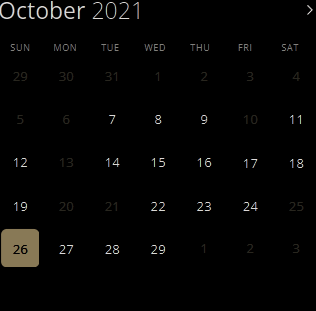 October 2021
SUN MON TUE WED THU FRI SAT
29 30 31 1 2 3 4
5 6 7 8 9 10 11
12 13 14 15 16 17 18
19 20 21 22 23 24 25
26 27 28 29 1 2 3